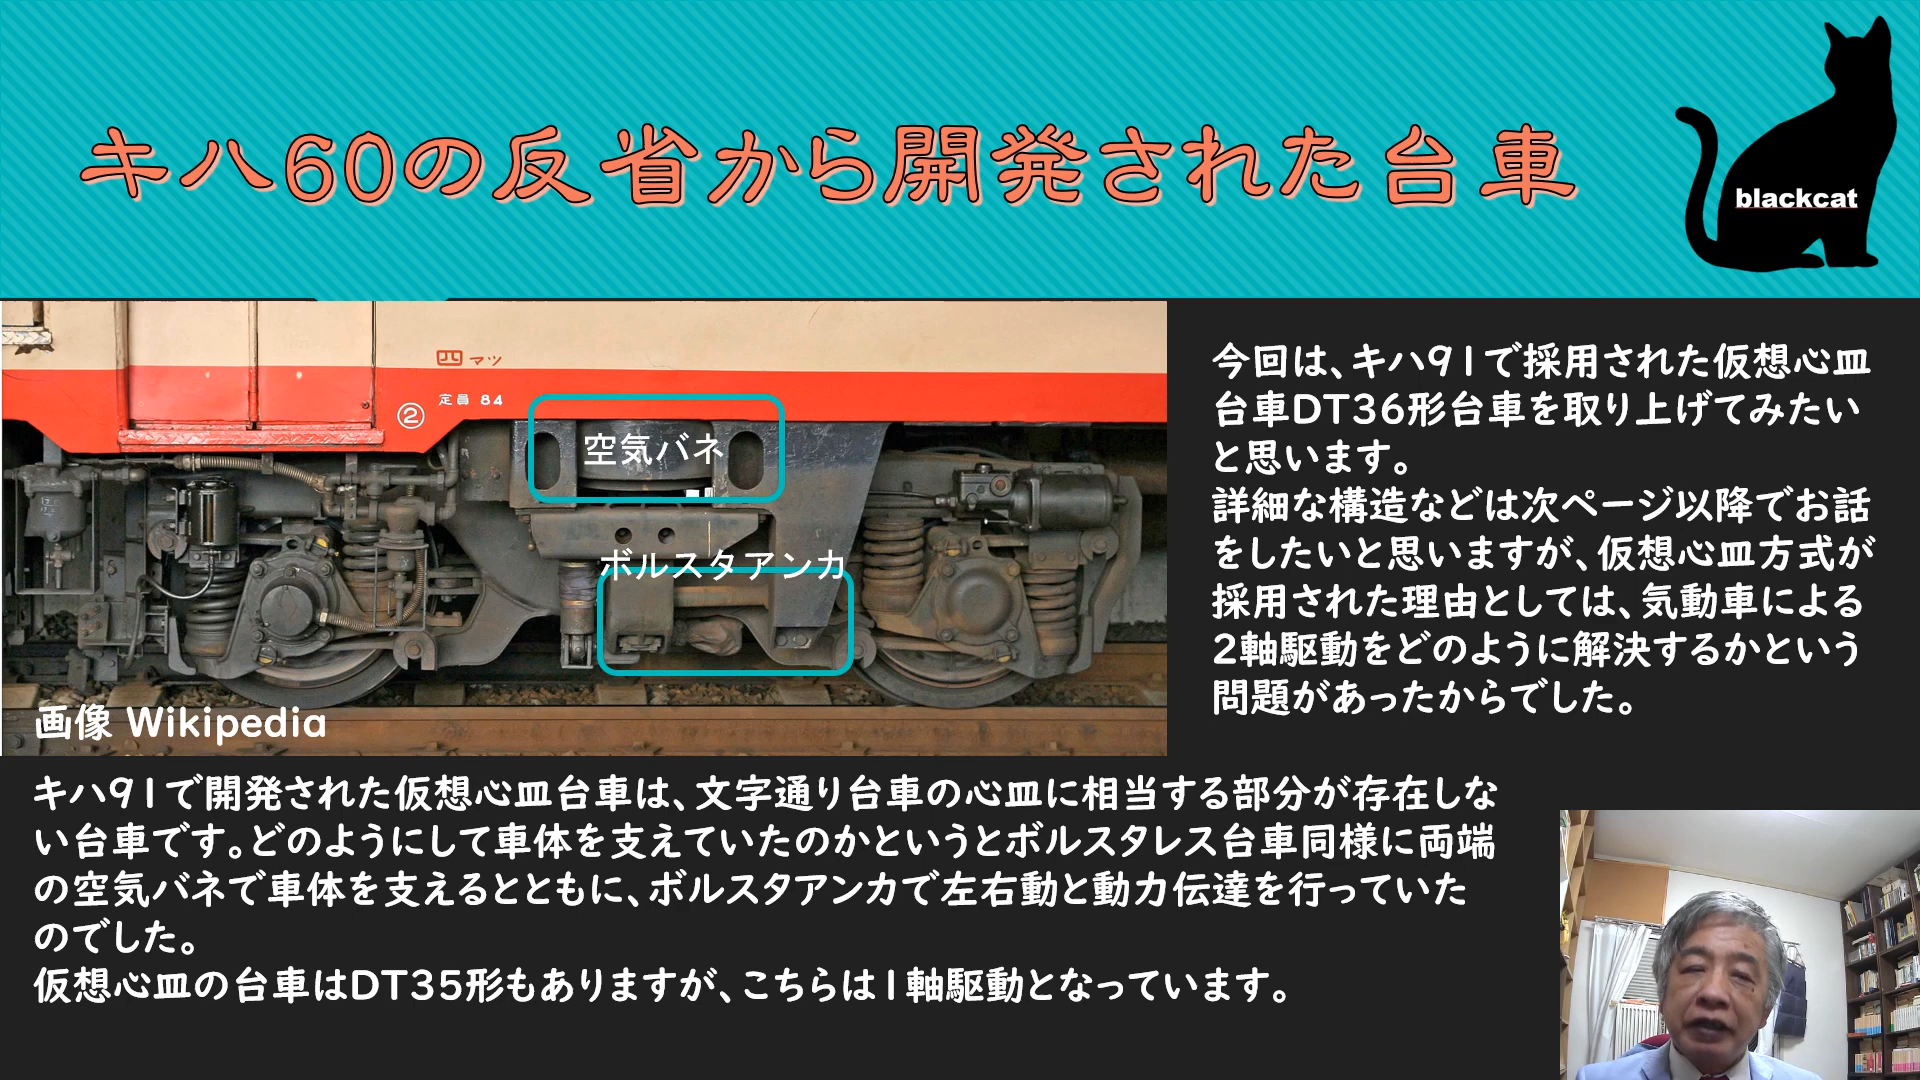 キハ60の反省から開発された台車
blackcat
四マツ
定員 84
②
空気バネ
ボルスタアンカ
画像 Wikipedia
今回は、キハ91で採用された仮想心皿
台車DT36形台車を取り上げてみたい
と思います。
詳細な構造などは次ページ以降でお話
をしたいと思いますが、仮想心皿方式が
採用された理由としては、気動車による
2軸駆動をどのように解決するかという
問題があったからでした。
キハ91で開発された仮想心皿台車は、文字通り台車の心皿に相当する部分が存在しな
い台車です。どのようにして車体を支えていたのかというとボルスタレス台車同様に両端
の空気バネで車体を支えるとともに、ボルスタアンカで左右動と動力伝達を行っていた
のでした。
仮想心皿の台車はDT35形もありますが、こちらは1軸駆動となっています。